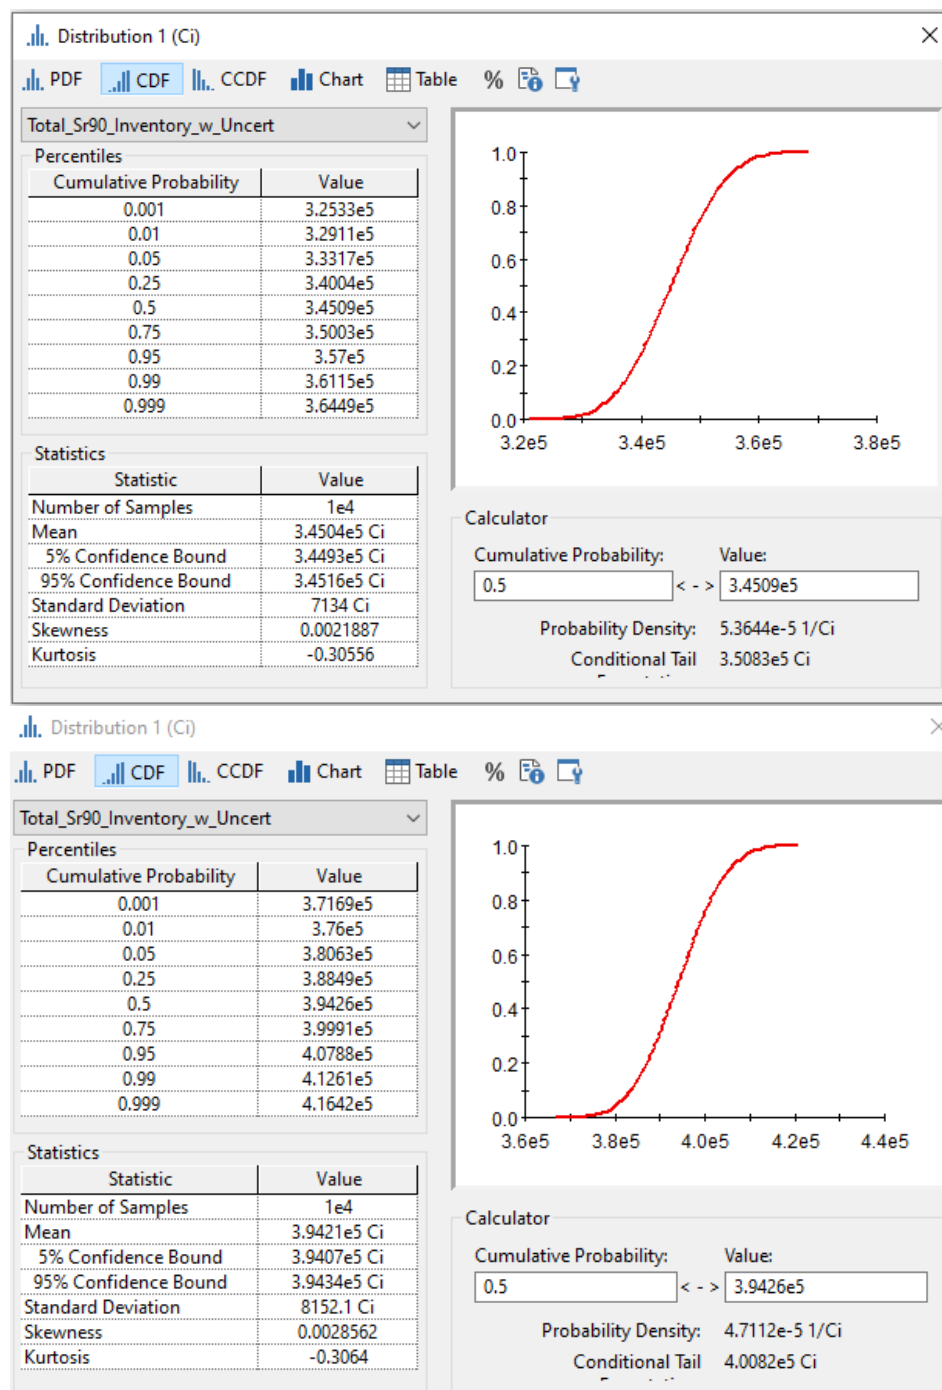 Distribution 1 (Ci)
PDF CDF CCDF Chart Table %
Total_Sr90_Inventory_w_Uncert
Percentiles
Cumulative Probability Value
0.001 3.2533e5
0.01 3.2911e5
0.05 3.3317e5
0.25 3.4004e5
0.5 3.4509e5
0.75 3.5003e5
0.95 3.57e5
0.99 3.6115e5
0.999 3.6449e5
Statistics
Statistic Value
Number of Samples 1e4
Mean 3.4504e5 Ci
5% Confidence Bound 3.4493e5 Ci
95% Confidence Bound 3.4516e5 Ci
Standard Deviation 7134 Ci
Skewness 0.0021887
Kurtosis -0.30556
1.0
0.8
0.6
0.4
0.2
0.0
3.2e5 3.4e5 3.6e5 3.8e5
Calculator
Cumulative Probability: Value:
0.5 < - > 3.4509e5
Probability Density: 5.3644e-5 1/Ci
Conditional Tail 3.5083e5 Ci
Distribution 1 (Ci)
PDF CDF CCDF Chart Table %
Total_Sr90_Inventory_w_Uncert
Percentiles
Cumulative Probability Value
0.001 3.7169e5
0.01 3.76e5
0.05 3.8063e5
0.25 3.8849e5
0.5 3.9426e5
0.75 3.9991e5
0.95 4.0788e5
0.99 4.1261e5
0.999 4.1642e5
Statistics
Statistic Value
Number of Samples 1e4
Mean 3.9421e5 Ci
5% Confidence Bound 3.9407e5 Ci
95% Confidence Bound 3.9434e5 Ci
Standard Deviation 8152.1 Ci
Skewness 0.0028562
Kurtosis -0.3064
1.0
0.8
0.6
0.4
0.2
0.0
3.6e5 3.8e5 4.0e5 4.2e5 4.4e5
Calculator
Cumulative Probability: Value:
0.5 < - > 3.9426e5
Probability Density: 4.7112e-5 1/Ci
Conditional Tail 4.0082e5 Ci